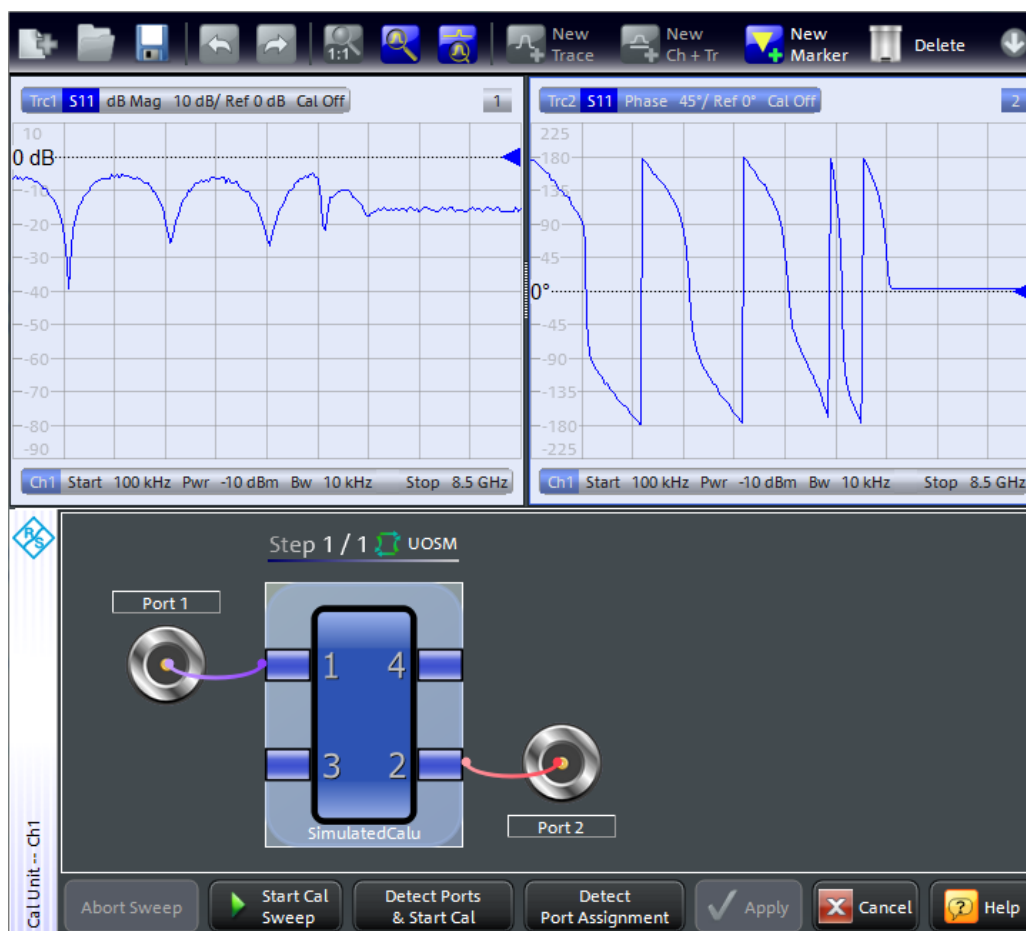 1:1
New Trace
New Ch + Tr
New Marker
Delete
Trc1 S11 dB Mag 10 dB/ Ref 0 dB Cal Off
1
10
0 dB
-10
-20
-30
-40
-50
-60
-70
-80
-90
Ch1 Start 100 kHz Pwr -10 dBm Bw 10 kHz Stop 8.5 GHz
Trc2 S11 Phase 45°/ Ref 0° Cal Off
2
225
180
135
90
45
0°
-45
-90
-135
-180
-225
Ch1 Start 100 kHz Pwr -10 dBm Bw 10 kHz Stop 8.5 GHz
R&S
Step 1 / 1 UOSM
Port 1
1 4
3 2
SimulatedCalu
Port 2
Cal Unit -- Ch1
Abort Sweep
Start Cal
Sweep
Detect Ports
& Start Cal
Detect
Port Assignment
Apply
Cancel
Help